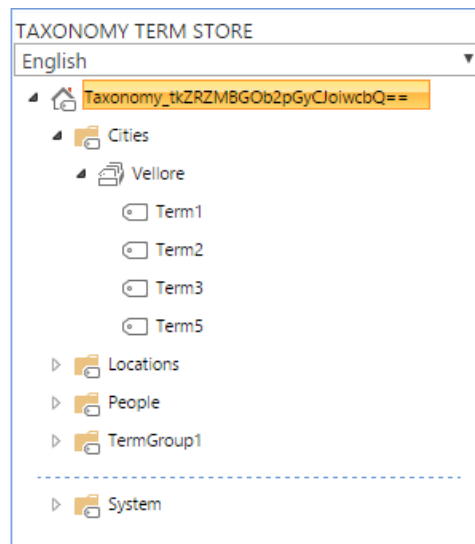 TAXONOMY TERM STORE
English
Taxonomy_tkZRZMBGOb2pGyCJoiwcbQ==
Cities
Vellore
Term1
Term2
Term3
Term5
Locations
People
TermGroup1
System